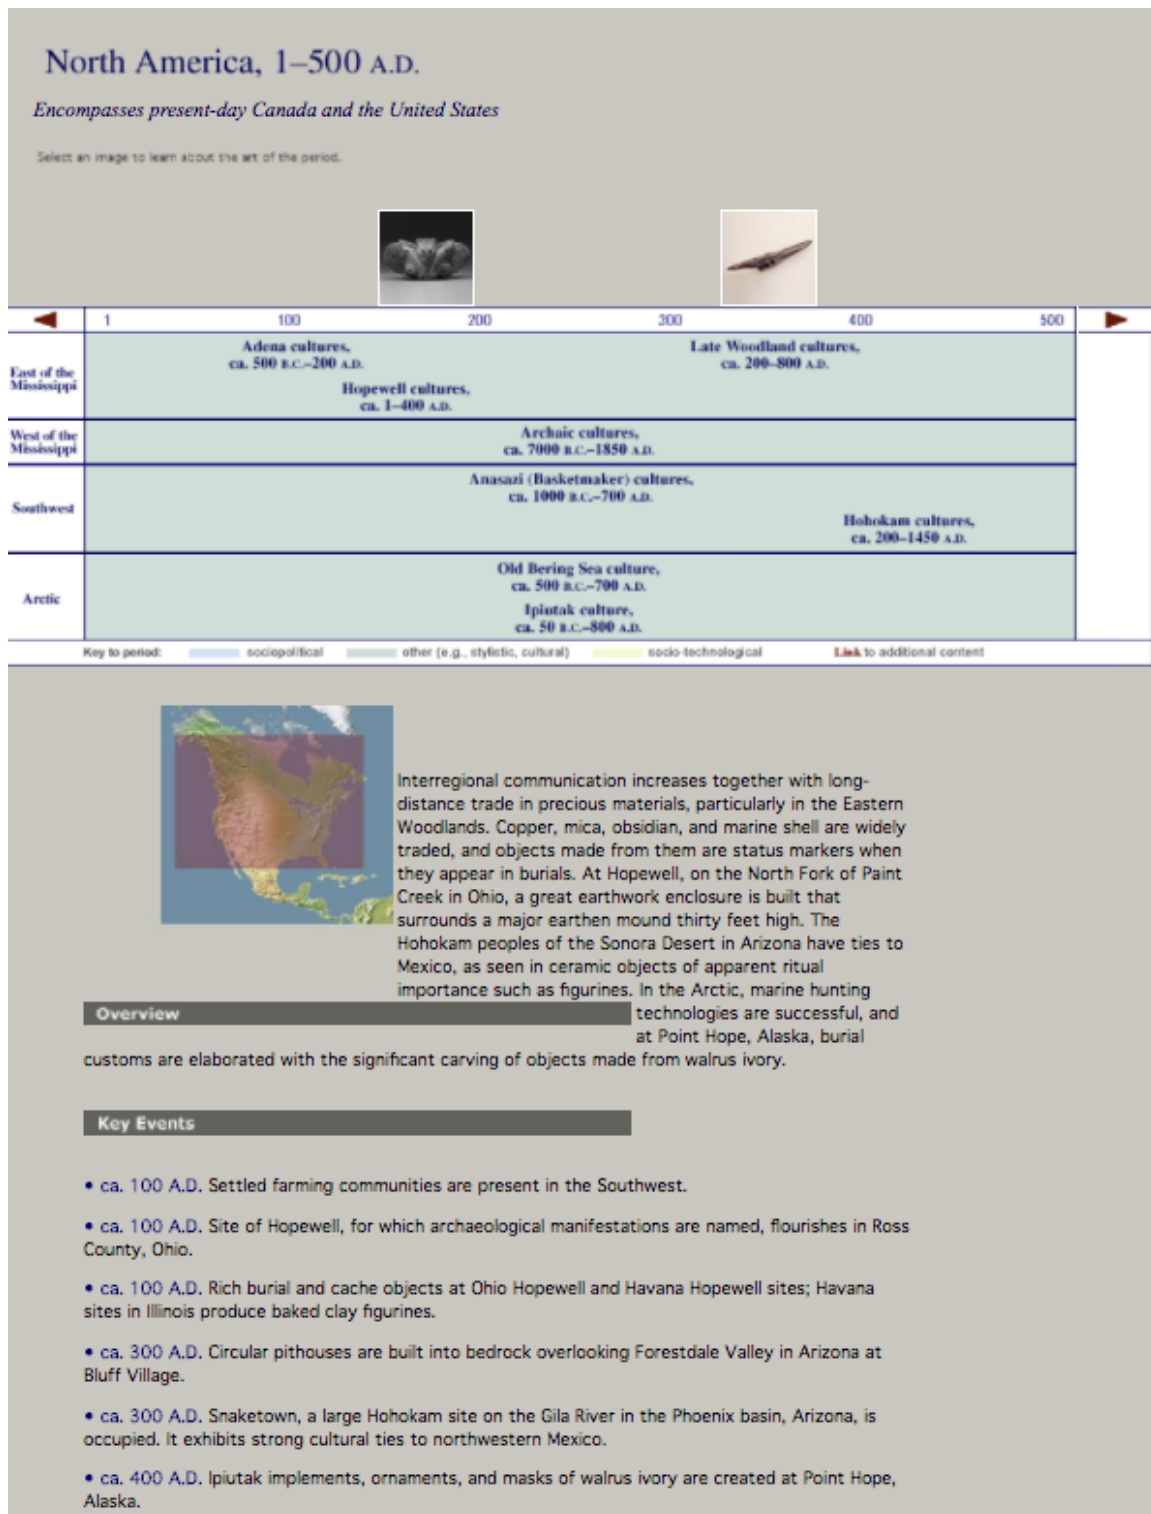 North America, 1–500 A.D.
Encompasses present-day Canada and the United States
Select an image to learn about the art of the period.
1 100 200 300 400 500
East of the
Mississippi
Adena cultures,
ca. 500 B.C.–200 A.D.
Hopewell cultures,
ca. 1–400 A.D.
Late Woodland cultures,
ca. 200–800 A.D.
West of the
Mississippi
Archaic cultures,
ca. 7000 B.C.–1850 A.D.
Southwest
Anasazi (Basketmaker) cultures,
ca. 1000 B.C.–700 A.D.
Hohokam cultures,
ca. 200–1450 A.D.
Arctic
Old Bering Sea culture,
ca. 500 B.C.–700 A.D.
Ipiutak culture,
ca. 50 B.C.–800 A.D.
Key to period: sociopolitical other (e.g., stylistic, cultural) socio-technological Link to additional content
Interregional communication increases together with long-
distance trade in precious materials, particularly in the Eastern
Woodlands. Copper, mica, obsidian, and marine shell are widely
traded, and objects made from them are status markers when
they appear in burials. At Hopewell, on the North Fork of Paint
Creek in Ohio, a great earthwork enclosure is built that
surrounds a major earthen mound thirty feet high. The
Hohokam peoples of the Sonora Desert in Arizona have ties to
Mexico, as seen in ceramic objects of apparent ritual
importance such as figurines. In the Arctic, marine hunting
Overview
technologies are successful, and
at Point Hope, Alaska, burial
customs are elaborated with the significant carving of objects made from walrus ivory.
Key Events
• ca. 100 A.D. Settled farming communities are present in the Southwest.
• ca. 100 A.D. Site of Hopewell, for which archaeological manifestations are named, flourishes in Ross
County, Ohio.
• ca. 100 A.D. Rich burial and cache objects at Ohio Hopewell and Havana Hopewell sites; Havana
sites in Illinois produce baked clay figurines.
• ca. 300 A.D. Circular pithouses are built into bedrock overlooking Forestdale Valley in Arizona at
Bluff Village.
• ca. 300 A.D. Snaketown, a large Hohokam site on the Gila River in the Phoenix basin, Arizona, is
occupied. It exhibits strong cultural ties to northwestern Mexico.
• ca. 400 A.D. Ipiutak implements, ornaments, and masks of walrus ivory are created at Point Hope,
Alaska.